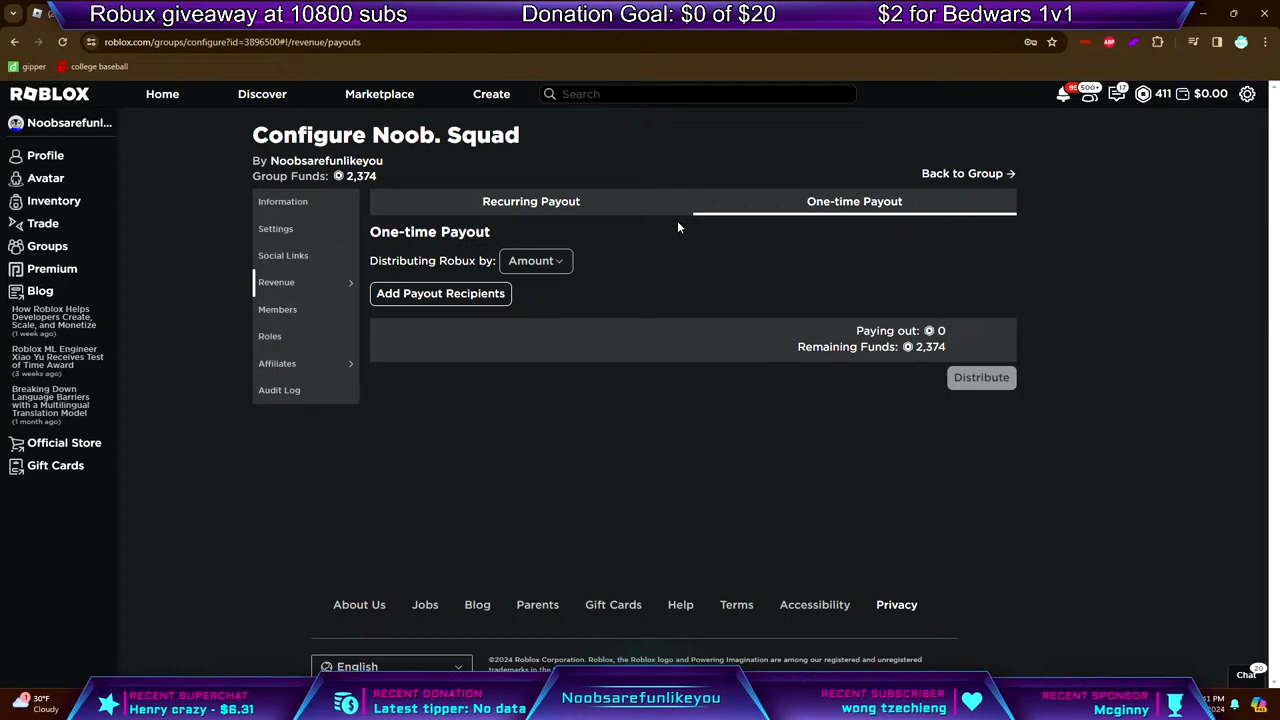 Robux giveaway at 10800 subs
Donation Goal: $0 of $20
$2 for Bedwars 1v1
roblox.com/groups/configure?id=3896500#!/revenue/payouts
ABP
gipper
college baseball
ROBLOX
Home
Discover
Marketplace
Create
Search
500+
17
411
$0.00
Noobsarefunl...
Profile
Avatar
Inventory
Trade
Groups
Premium
Blog
How Roblox Helps
Developers Create,
Scale, and Monetize
(1 week ago)
Roblox ML Engineer
Xiao Yu Receives Test
of Time Award
(3 weeks ago)
Breaking Down
Language Barriers
with a Multilingual
Translation Model
(1 month ago)
Official Store
Gift Cards
Configure Noob. Squad
By Noobsarefunlikeyou
Group Funds: 2,374
Back to Group
Information
Settings
Social Links
Revenue
Members
Roles
Affiliates
Audit Log
Recurring Payout
One-time Payout
One-time Payout
Distributing Robux by: Amount
Add Payout Recipients
Paying out: 0
Remaining Funds: 2,374
Distribute
About Us
Jobs
Blog
Parents
Gift Cards
Help
Terms
Accessibility
Privacy
English
©2024 Roblox Corporation. Roblox, the Roblox logo and Powering Imagination are among our registered and unregistered
trademarks in the
Chat
20
30°F
Cloudy
RECENT SUPERCHAT
Henry crazy - $6.31
RECENT DONATION
Latest tipper: No data
Noobsarefunlikeyou
RECENT SUBSCRIBER
wong tzechieng
RECENT SPONSOR
Mcginny